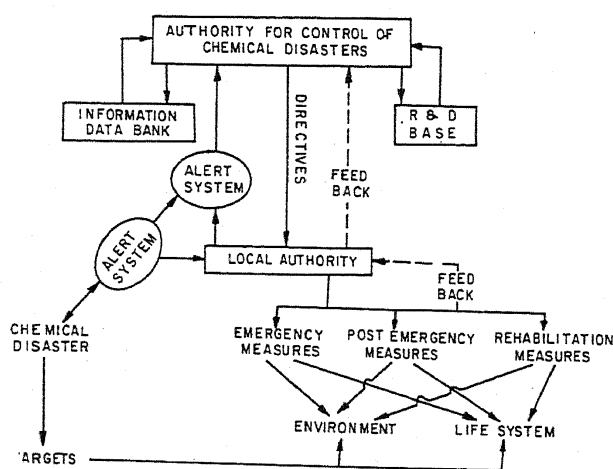 AUTHORITY FOR CONTROL OF
CHEMICAL DISASTERS
INFORMATION
DATA BANK
R & D
BASE
DIRECTIVES
ALERT
SYSTEM
FEED
BACK
ALERT
SYSTEM
LOCAL AUTHORITY
FEED
BACK
CHEMICAL
DISASTER
EMERGENCY
MEASURES
POST EMERGENCY
MEASURES
REHABILITATION
MEASURES
ENVIRONMENT
LIFE SYSTEM
ARGETS